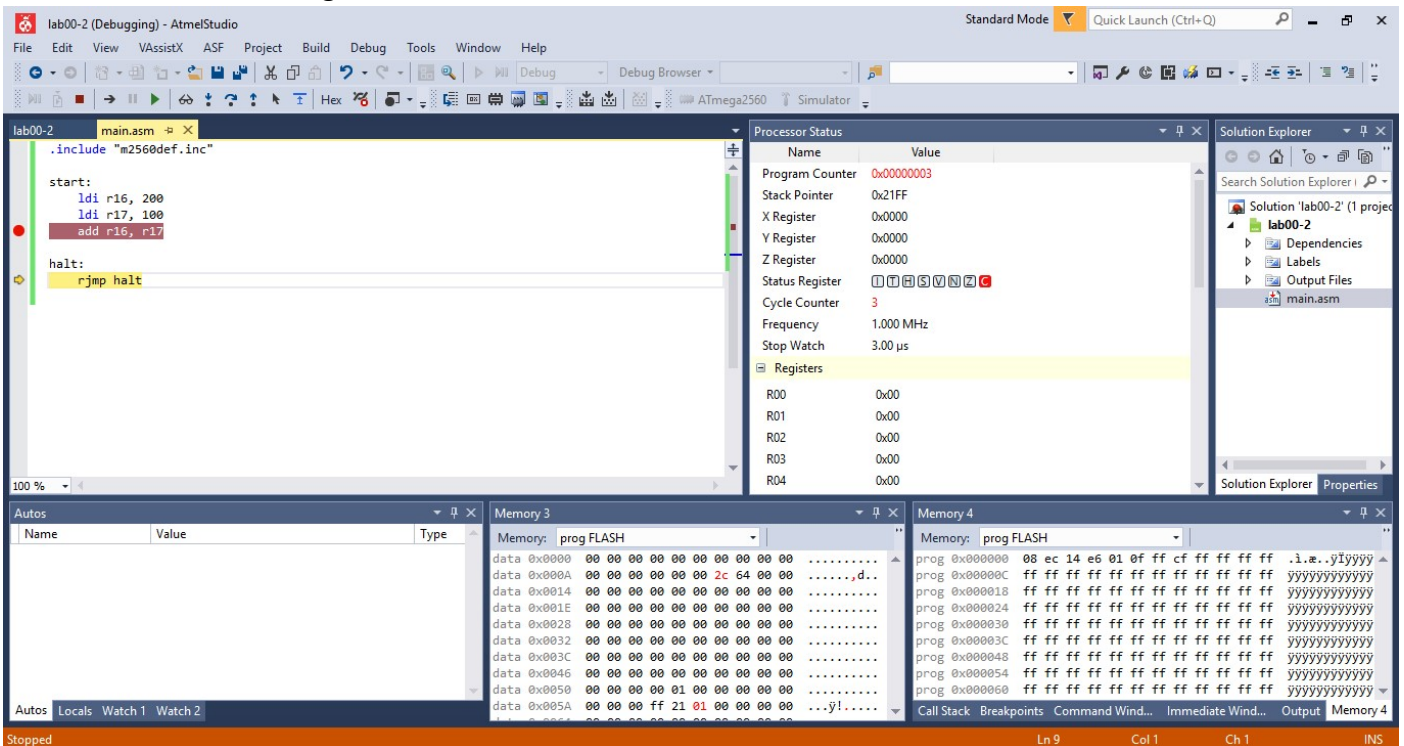 lab00-2 (Debugging) - AtmelStudio
Standard Mode
Quick Launch (Ctrl+Q)
File Edit View VAssistX ASF Project Build Debug Tools Window Help
Debug Debug Browser
Hex ATmega2560 Simulator
lab00-2 main.asm
.include "m2560def.inc"
start:
ldi r16, 200
ldi r17, 100
add r16, r17
halt:
rjmp halt
100 %
Processor Status
Name Value
Program Counter 0x00000003
Stack Pointer 0x21FF
X Register 0x0000
Y Register 0x0000
Z Register 0x0000
Status Register I T H S V N Z C
Cycle Counter 3
Frequency 1.000 MHz
Stop Watch 3.00 µs
Registers
R00 0x00
R01 0x00
R02 0x00
R03 0x00
R04 0x00
Solution Explorer
Search Solution Explorer (
Solution 'lab00-2' (1 projec
lab00-2
Dependencies
Labels
Output Files
main.asm
Solution Explorer Properties
Autos
Name Value Type
Autos Locals Watch 1 Watch 2
Memory 3
Memory: prog FLASH
data 0x0000 00 00 00 00 00 00 00 00 00 00 ..........
data 0x000A 00 00 00 00 00 00 2c 64 00 00 ......,d..
data 0x0014 00 00 00 00 00 00 00 00 00 00 ..........
data 0x001E 00 00 00 00 00 00 00 00 00 00 ..........
data 0x0028 00 00 00 00 00 00 00 00 00 00 ..........
data 0x0032 00 00 00 00 00 00 00 00 00 00 ..........
data 0x003C 00 00 00 00 00 00 00 00 00 00 ..........
data 0x0046 00 00 00 00 00 00 00 00 00 00 ..........
data 0x0050 00 00 00 00 01 00 00 00 00 00 ..........
data 0x005A 00 00 00 ff 21 01 00 00 00 00 ...ÿ!.....
Memory 4
Memory: prog FLASH
prog 0x000000 08 ec 14 e6 01 0f ff cf ff ff ff ff .ì.æ..ÿÏÿÿÿÿ
prog 0x00000C ff ff ff ff ff ff ff ff ff ff ff ff ÿÿÿÿÿÿÿÿÿÿÿÿ
prog 0x000018 ff ff ff ff ff ff ff ff ff ff ff ff ÿÿÿÿÿÿÿÿÿÿÿÿ
prog 0x000024 ff ff ff ff ff ff ff ff ff ff ff ff ÿÿÿÿÿÿÿÿÿÿÿÿ
prog 0x000030 ff ff ff ff ff ff ff ff ff ff ff ff ÿÿÿÿÿÿÿÿÿÿÿÿ
prog 0x00003C ff ff ff ff ff ff ff ff ff ff ff ff ÿÿÿÿÿÿÿÿÿÿÿÿ
prog 0x000048 ff ff ff ff ff ff ff ff ff ff ff ff ÿÿÿÿÿÿÿÿÿÿÿÿ
prog 0x000054 ff ff ff ff ff ff ff ff ff ff ff ff ÿÿÿÿÿÿÿÿÿÿÿÿ
prog 0x000060 ff ff ff ff ff ff ff ff ff ff ff ff ÿÿÿÿÿÿÿÿÿÿÿÿ
Call Stack Breakpoints Command Wind... Immediate Wind... Output Memory 4
Stopped Ln 9 Col 1 Ch 1 INS